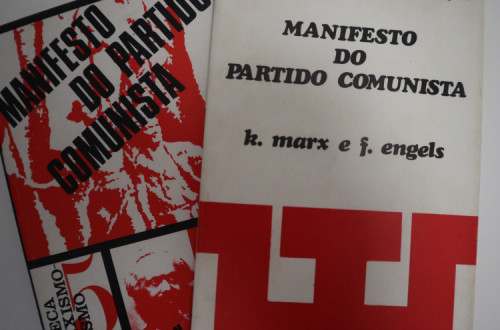 MANIFESTO
DO PARTIDO
COMUNISTA
MANIFESTO
DO
PARTIDO COMUNISTA
k. marx e f. engels